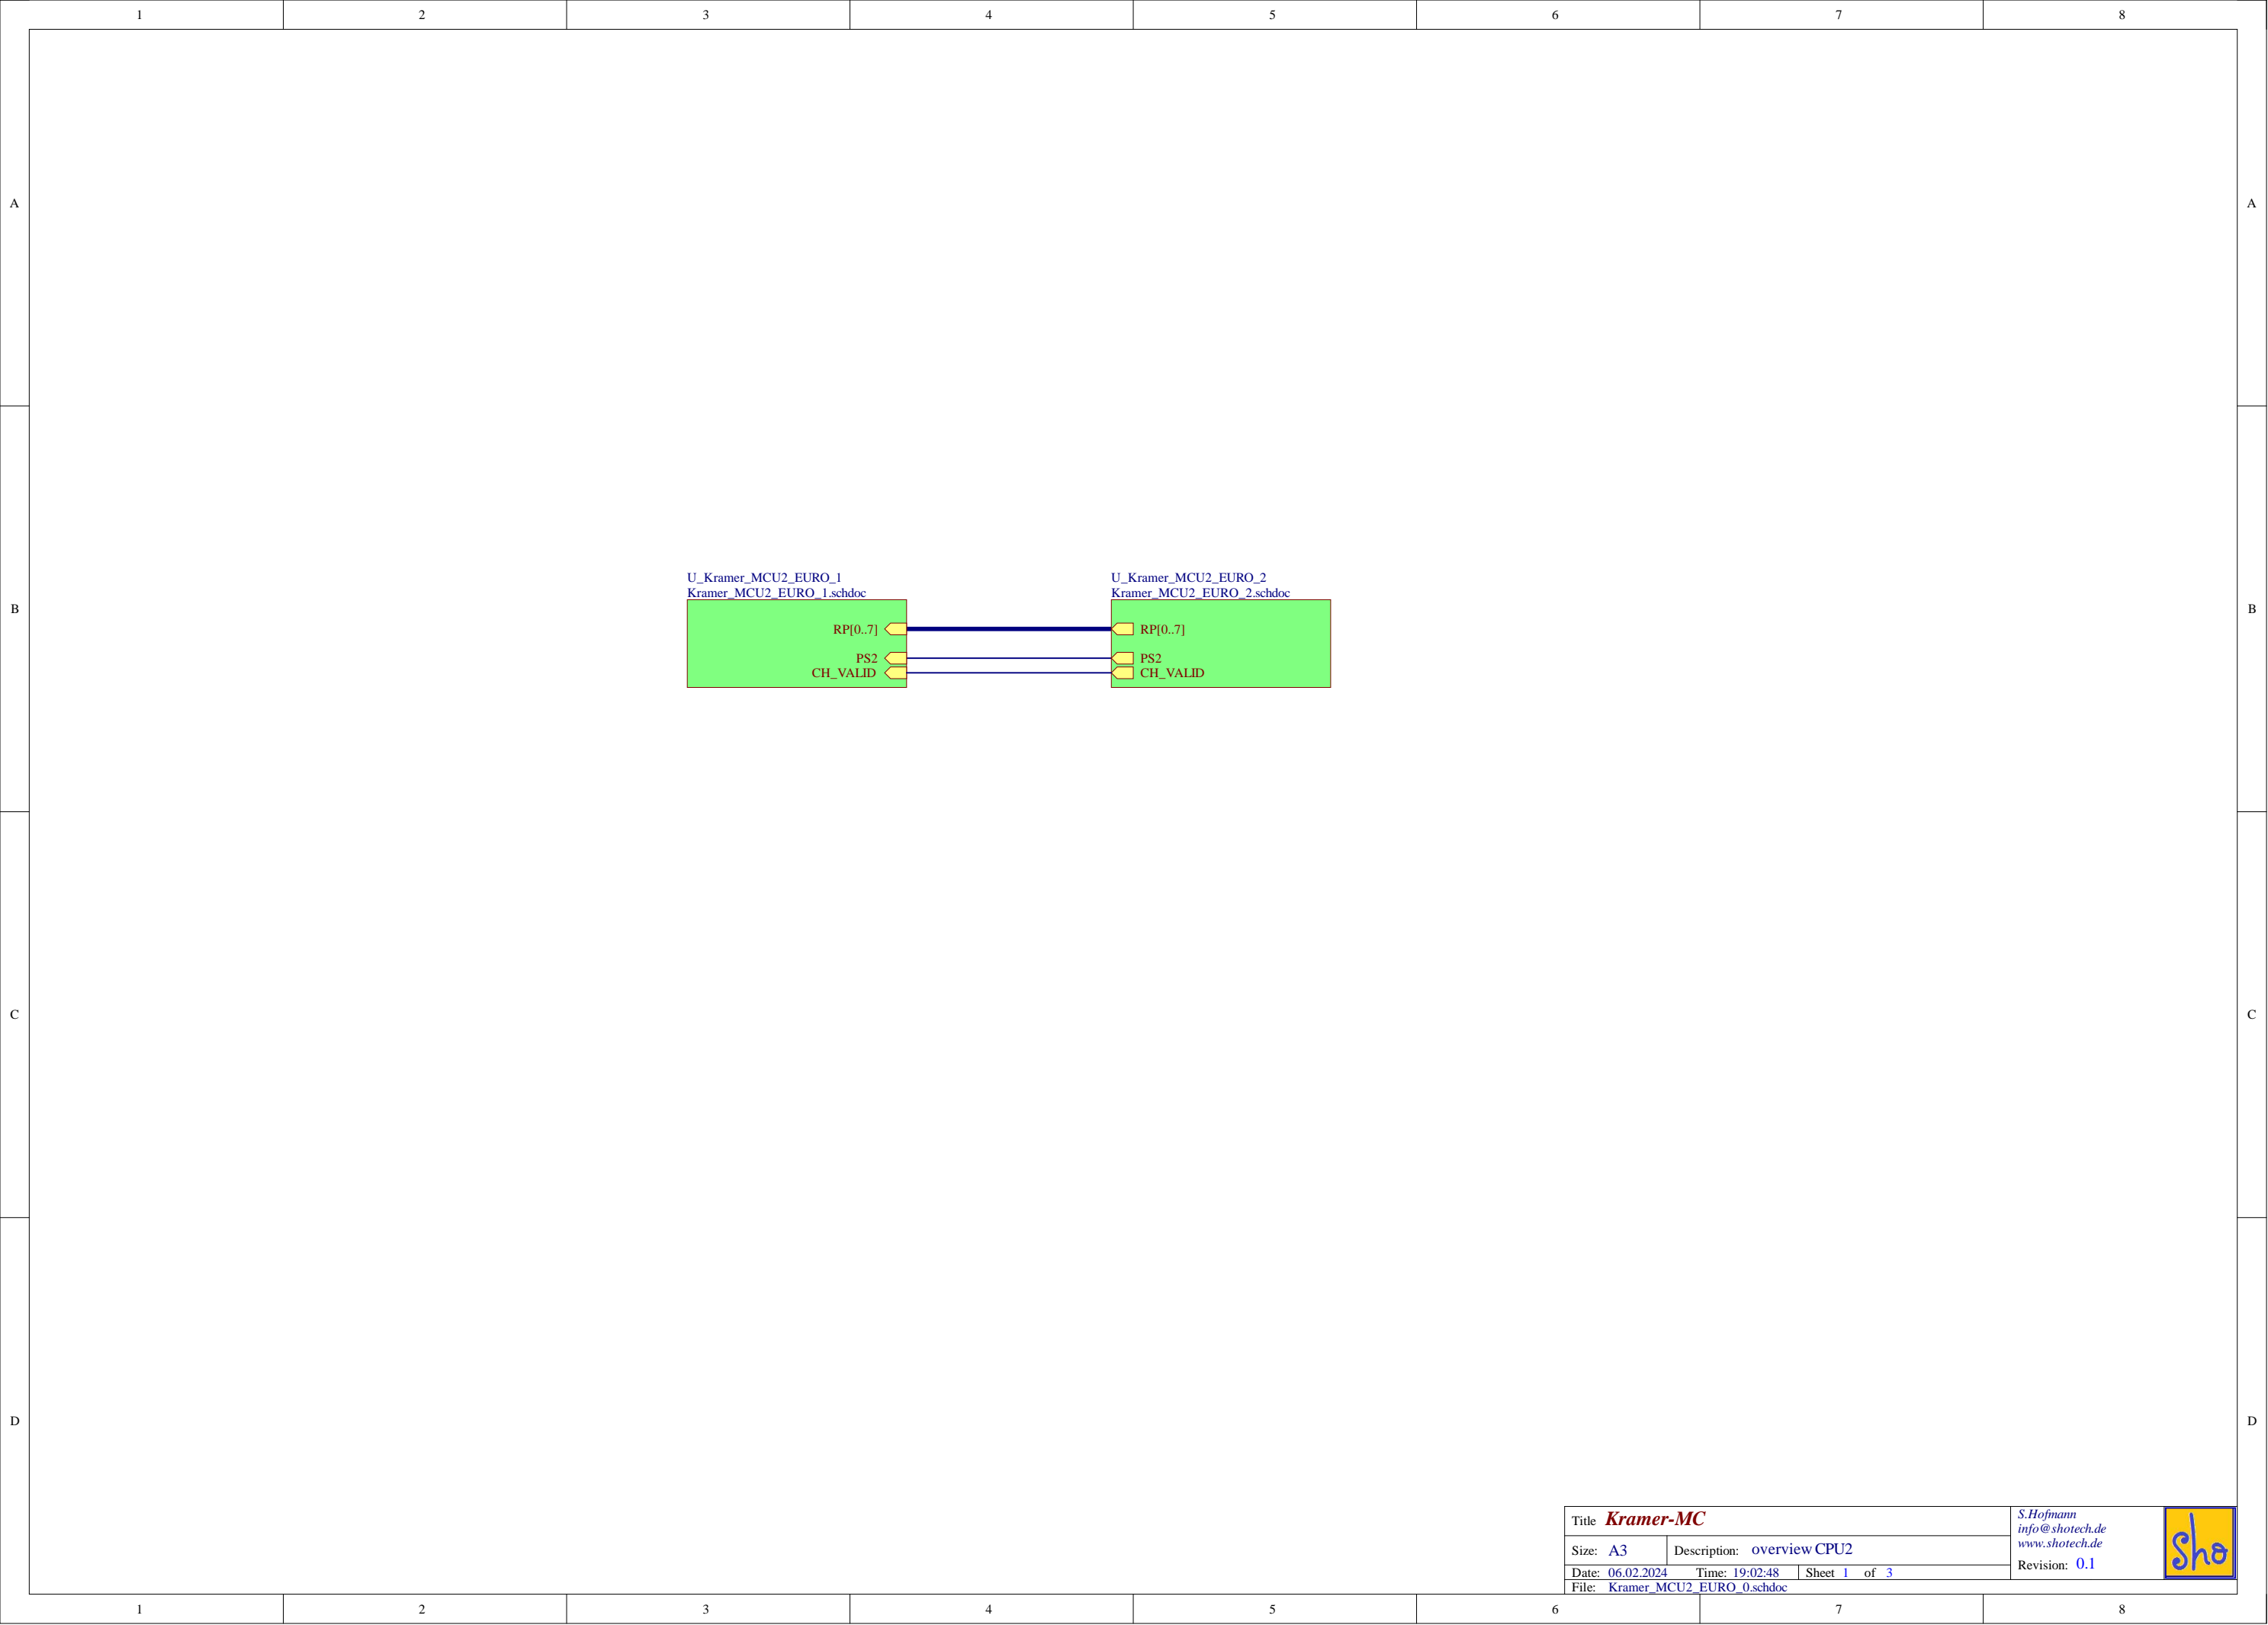 1 2 3 4 5 6 7 8
A A
U_Kramer_MCU2_EURO_1
Kramer_MCU2_EURO_1.schdoc
U_Kramer_MCU2_EURO_2
Kramer_MCU2_EURO_2.schdoc
B B
RP[0..7] RP[0..7]
PS2 PS2
CH_VALID CH_VALID
C C
D D
Title Kramer-MC
Size: A3 Description: overview CPU2
Date: 06.02.2024 Time: 19:02:48 Sheet 1 of 3
File: Kramer_MCU2_EURO_0.schdoc
S.Hofmann
info@shotech.de
www.shotech.de
Revision: 0.1
sho
1 2 3 4 5 6 7 8